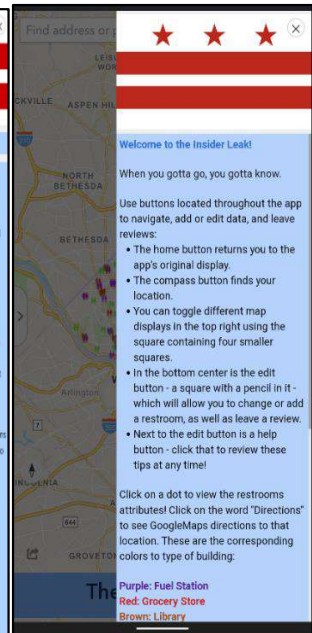 Find address or p
Welcome to the Insider Leak!
When you gotta go, you gotta know.
Use buttons located throughout the app
to navigate, add or edit data, and leave
reviews:
• The home button returns you to the
app's original display.
• The compass button finds your
location.
• You can toggle different map
displays in the top right using the
square containing four smaller
squares.
• In the bottom center is the edit
button - a square with a pencil in it -
which will allow you to change or add
a restroom, as well as leave a review.
• Next to the edit button is a help
button - click that to review these
tips at any time!
Click on a dot to view the restrooms
attributes! Click on the word "Directions"
to see GoogleMaps directions to that
location. These are the corresponding
colors to type of building:
Purple: Fuel Station
Red: Grocery Store
Brown: Library
LEIS
WOR
CKVILLE
ASPEN HIL
NORTH
BETHESDA
BETHESDA
Arlington
7
644
GROVETO
The